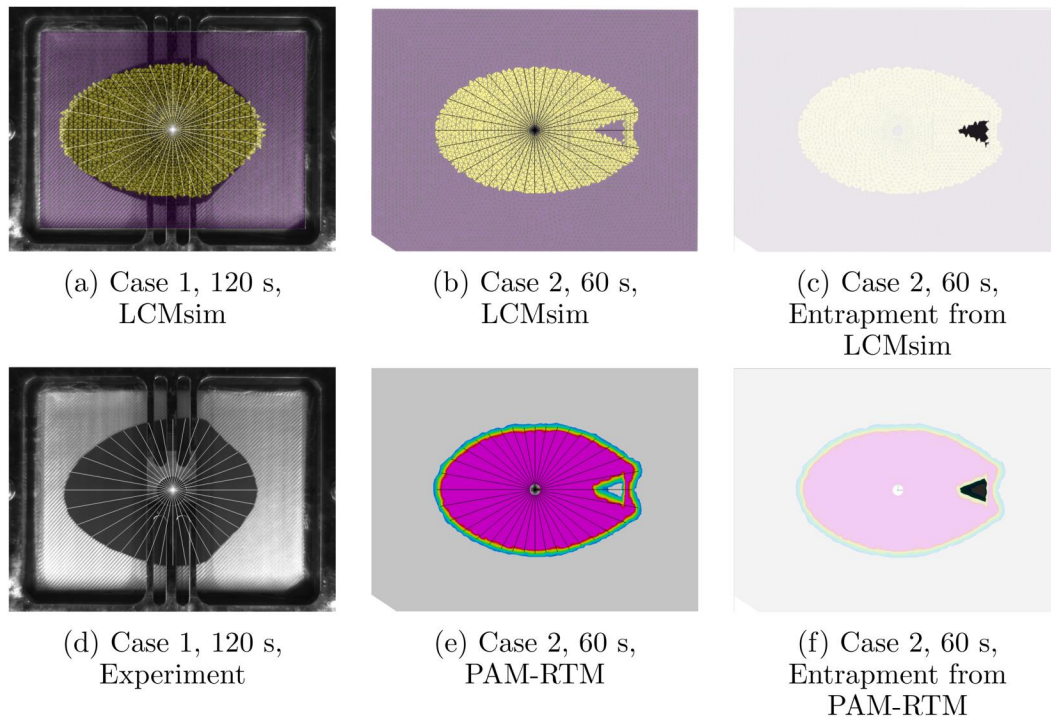 (a) Case 1, 120 s,
LCMsim
(b) Case 2, 60 s,
LCMsim
(c) Case 2, 60 s,
Entrapment from
LCMsim
(d) Case 1, 120 s,
Experiment
(e) Case 2, 60 s,
PAM-RTM
(f) Case 2, 60 s,
Entrapment from
PAM-RTM